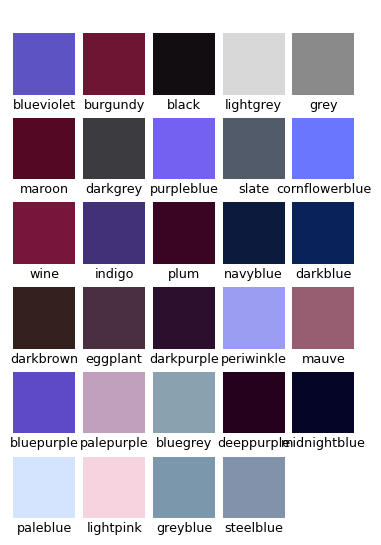 blueviolet burgundy black lightgrey grey
maroon darkgrey purpleblue slate cornflowerblue
wine indigo plum navyblue darkblue
darkbrown eggplant darkpurple periwinkle mauve
bluepurple palepurple bluegrey deeppurple midnightblue
paleblue lightpink greyblue steelblue